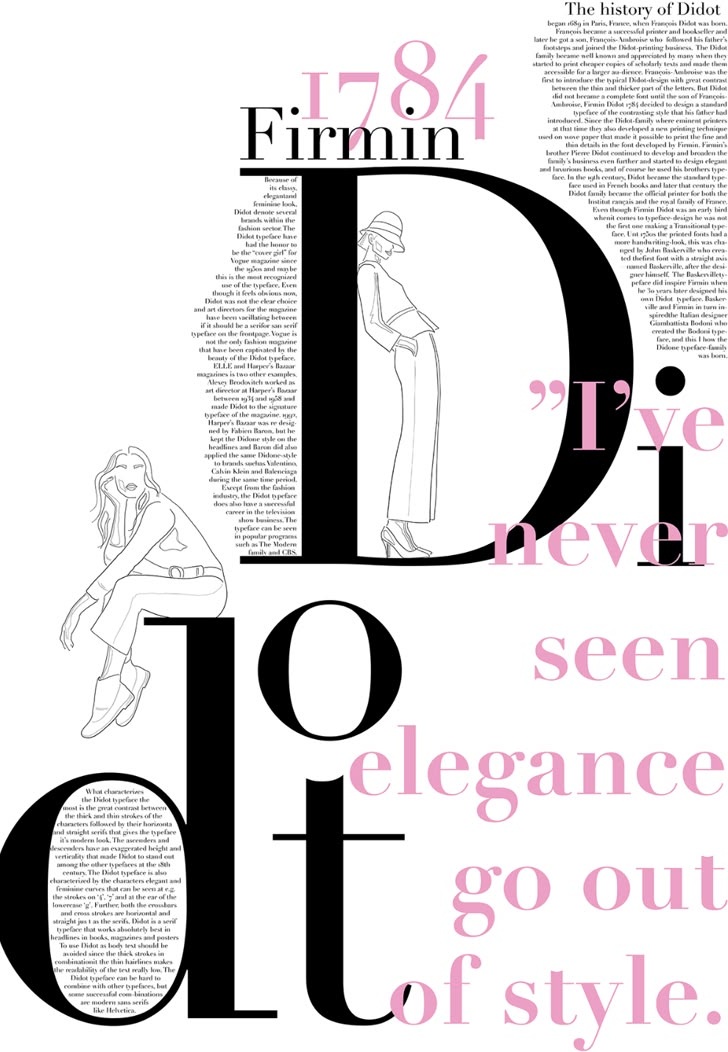 The history of Didot
began 1689 in Paris, France, when François Didot was born.
François became a successful printer and bookseller and
later he got a son, François-Ambroise who followed his father's
footsteps and joined the Didot-printing business. The Didot
family became well known and appreciated by many when they
started to print cheaper copies of scholarly texts and made them
accessible for a larger au-dience. François-Ambroise was the
first to introduce the typical Didot-design with great contrast
between the thin and thicker part of the letters. But Didot
did not became a complete font until the son of François-
Ambroise, Firmin Didot 1784 decided to design a standard
typeface of the contrasting style that his father had
introduced. Since the Didot-family where eminent printers
at that time they also developed a new printing technique
used on wove paper that made it possible to print the fine and
thin details in the font developed by Firmin. Firmin's
brother Pierre Didot continued to develop and broaden the
family's business even further and started to design elegant
and luxurious books, and of course he used his brothers type-
face. In the 19th century, Didot became the standard type-
face used in French books and later that century the
Didot family became the official printer for both the
Institut rançais and the royal family of France.
Even though Firmin Didot was an early bird
whenit comes to typeface-design he was not
the first one making a Transitional type-
face. Unt 1750s the printed fonts had a
more handwriting-look, this was cha-
nged by John Baskerville who crea-
ted thefirst font with a straight axis
named Baskerville, after the desi-
gner himself. The Baskervillety-
peface did inspire Firmin when
he 30 years later designed his
own Didot typeface. Basker-
ville and Firmin in turn in-
spiredthe Italian designer
Giambattista Bodoni who
created the Bodoni type-
face, and this I how the
Didone typeface-family
was born.
1784
Firmin
Di
do
t
Because of
its classy,
elegantand
feminine look,
Didot denote several
brands within the
fashion sector. The
Didot typeface have
had the honor to
be the "cover girl" for
Vogue magazine since
the 1950s and maybe
this is the most recognized
use of the typeface. Even
though it feels obvious now,
Didot was not the clear choice
and art directors for the magazine
have been vacillating between
if it should be a serifor san serif
typeface on the frontpage. Vogue is
not the only fashion magazine
that have been captivated by the
beauty of the Didot typeface.
ELLE and Harper's Bazaar
magazines is two other examples.
Alexey Brodovitch worked as
art director at Harper's Bazaar
between 1934 and 1958 and
made Didot to the signature
typeface of the magazine. 1992,
Harper's Bazaar was re desig-
ned by Fabien Baron, but he
kept the Didone style on the
headlines and Baron did also
applied the same Didone-style
to brands suchas Valentino,
Calvin Klein and Balenciaga
during the same time period.
Except from the fashion
industry, the Didot typeface
does also have a successful
career in the television
show business. The
typeface can be seen
in popular programs
such as The Modern
family and CBS.
”I’ve
never
seen
elegance
go out
of style.
What characterizes
the Didot typeface the
most is the great contrast between
the thick and thin strokes of the
characters followed by their horizonta
and straight serifs that gives the typeface
it's modern look. The ascenders and
descenders have an exaggerated height and
verticality that made Didot to stand out
among the other typefaces at the 18th
century. The Didot typeface is also
characterized by the characters elegant and
feminine curves that can be seen at e.g.
the strokes on '4', '7' and at the ear of the
lowercase 'g'. Further, both the crossbars
and cross strokes are horizontal and
straight jus t as the serifs. Didot is a serif
typeface that works absolutely best in
headlines in books, magazines and posters
To use Didot as body text should be
avoided since the thick strokes in
combinationit the thin hairlines makes
the readability of the text really low. The
Didot typeface can be hard to
combine with other typefaces, but
some successful com-binations
are modern sans serifs
like Helvetica.